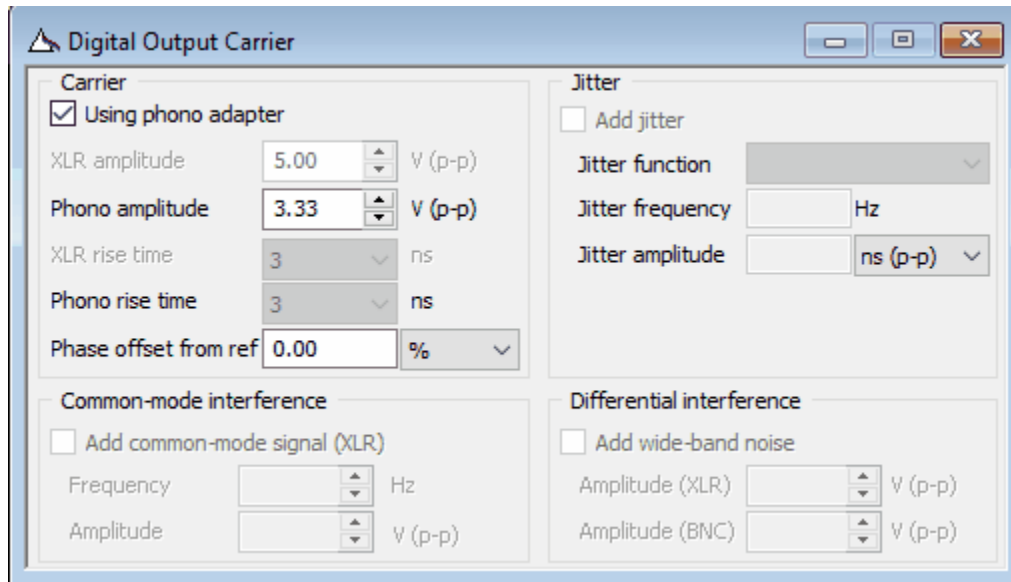 Digital Output Carrier
Carrier
Using phono adapter
XLR amplitude 5.00 V (p-p)
Phono amplitude 3.33 V (p-p)
XLR rise time 3 ns
Phono rise time 3 ns
Phase offset from ref 0.00 %
Jitter
Add jitter
Jitter function
Jitter frequency Hz
Jitter amplitude ns (p-p)
Common-mode interference
Add common-mode signal (XLR)
Frequency Hz
Amplitude V (p-p)
Differential interference
Add wide-band noise
Amplitude (XLR) V (p-p)
Amplitude (BNC) V (p-p)